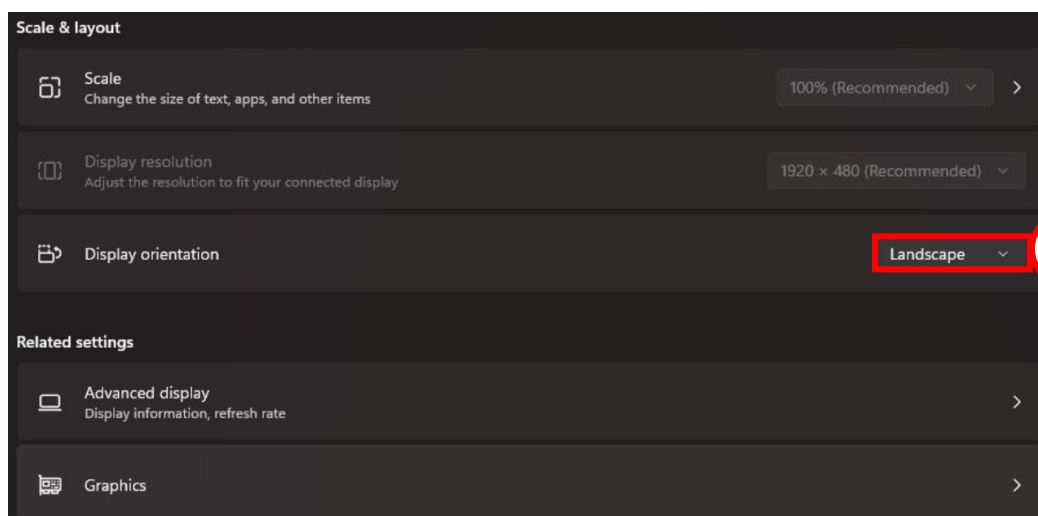 Scale & layout
Scale
Change the size of text, apps, and other items
100% (Recommended)
Display resolution
Adjust the resolution to fit your connected display
1920 × 480 (Recommended)
Display orientation
Landscape
Related settings
Advanced display
Display information, refresh rate
Graphics